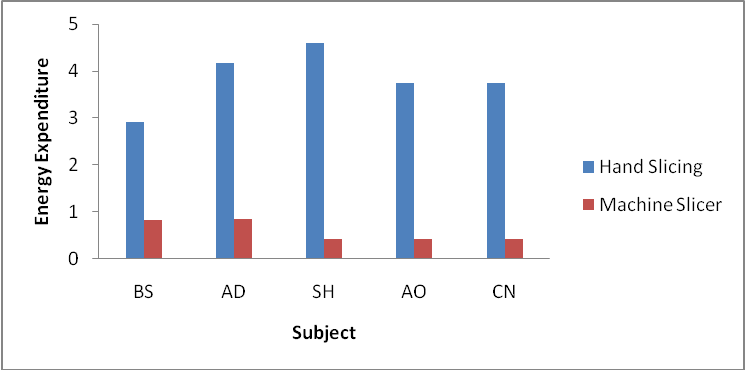 5
4
3
2
1
0
Energy Expenditure
BS AD SH AO CN
Subject
Hand Slicing
Machine Slicer